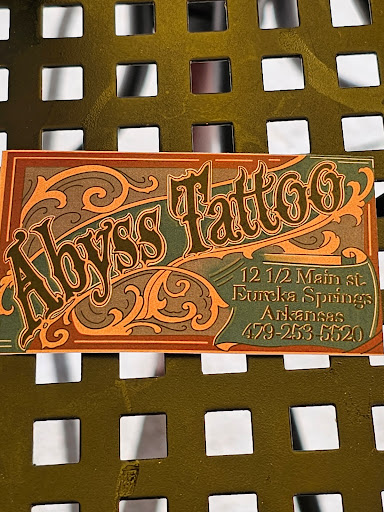 Abyss Tattoo
12 1/2 Main st.
Eureka Springs
Arkansas
479-253-5520